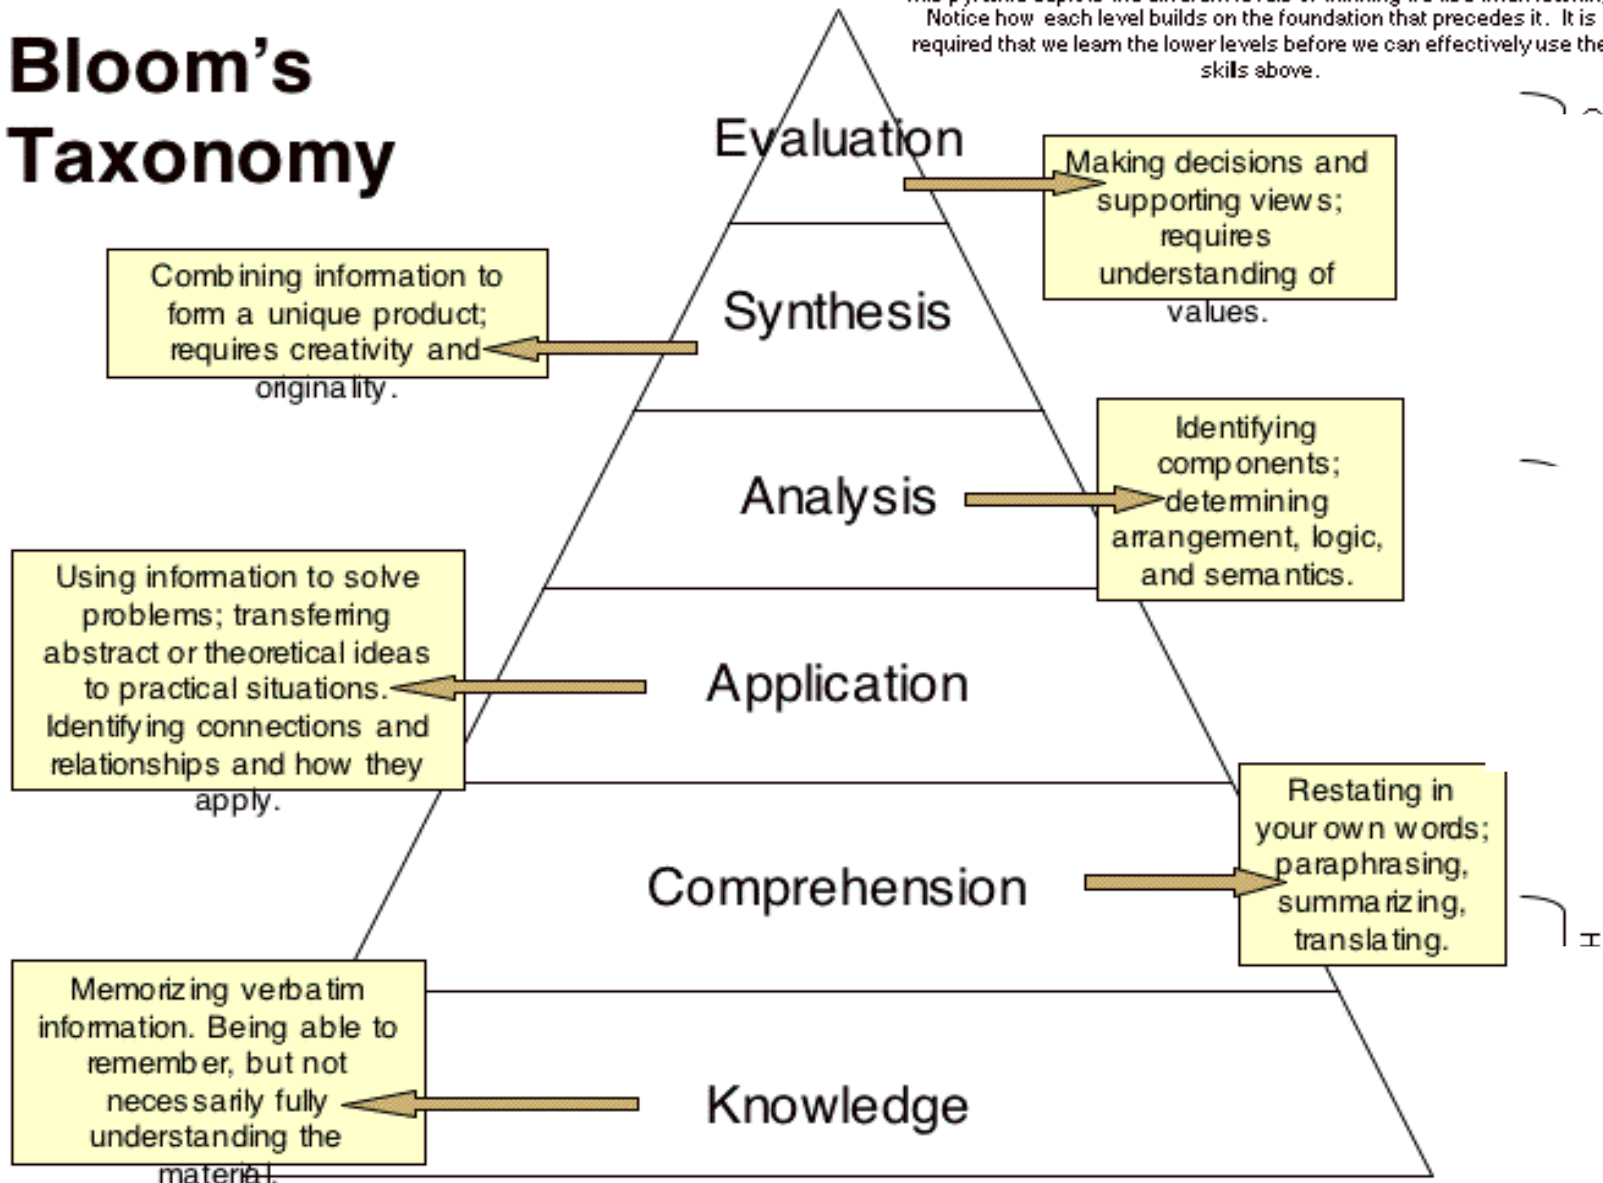 Bloom's
Taxonomy
Notice how each level builds on the foundation that precedes it. It is
required that we learn the lower levels before we can effectively use the
skills above.
Evaluation
Making decisions and
supporting views;
requires
understanding of
values.
Combining information to
form a unique product;
requires creativity and
originality.
Synthesis
Identifying
components;
determining
arrangement, logic,
and semantics.
Analysis
Using information to solve
problems; transferring
abstract or theoretical ideas
to practical situations.
Identifying connections and
relationships and how they
apply.
Application
Restating in
your own words;
paraphrasing,
summarizing,
translating.
Comprehension
Memorizing verbatim
information. Being able to
remember, but not
necessarily fully
understanding the
material.
Knowledge